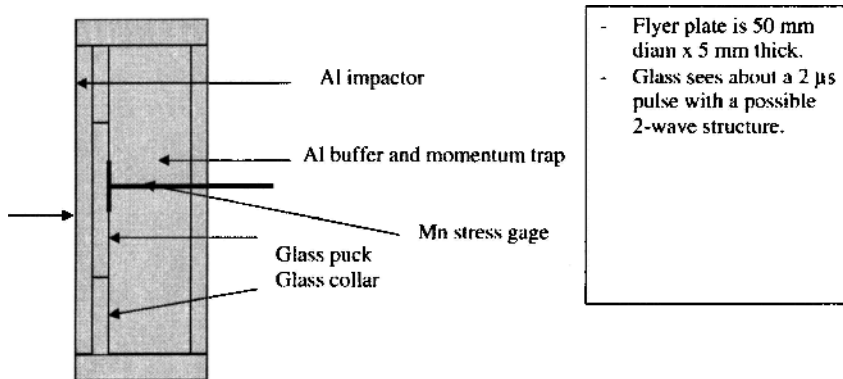 Al impactor
Al buffer and momentum trap
Mn stress gage
Glass puck
Glass collar
- Flyer plate is 50 mm
diam x 5 mm thick.
- Glass sees about a 2 μs
pulse with a possible
2-wave structure.